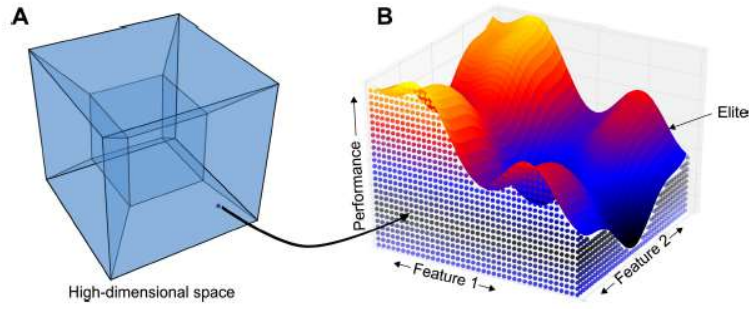 A
B
Elite
Performance
Feature 1
Feature 2
High-dimensional space